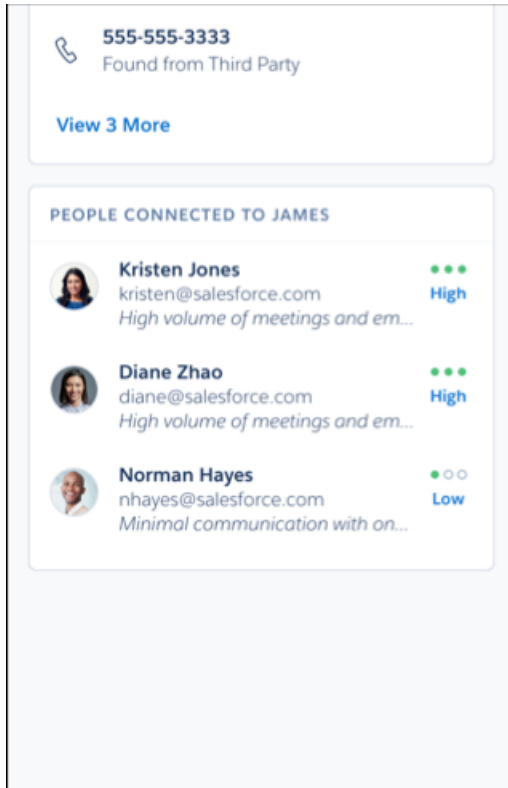 555-555-3333
Found from Third Party
View 3 More
PEOPLE CONNECTED TO JAMES
Kristen Jones
kristen@salesforce.com
High
High volume of meetings and em...
Diane Zhao
diane@salesforce.com
High
High volume of meetings and em...
Norman Hayes
nhayes@salesforce.com
Low
Minimal communication with on...